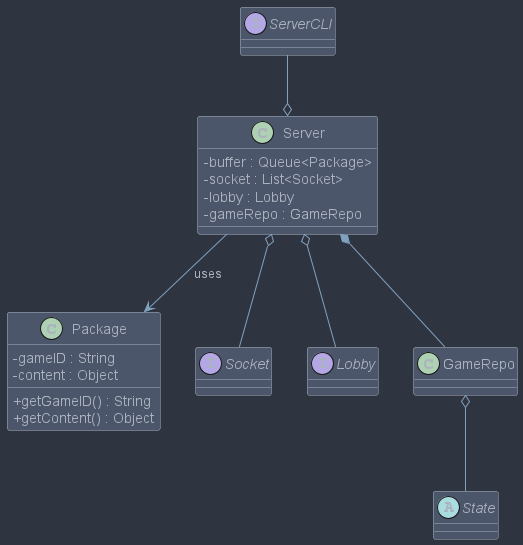 ServerCLI
C Server
-buffer : Queue<Package>
-socket : List<Socket>
-lobby : Lobby
-gameRepo : GameRepo
uses
C Package
-gameID : String
-content : Object
+getGameID() : String
+getContent() : Object
Socket
Lobby
C GameRepo
A State